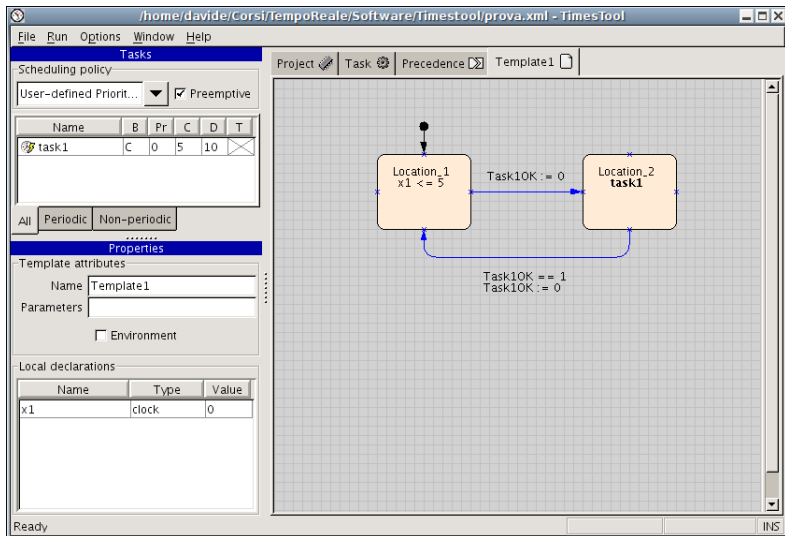 /home/davide/Corsi/TempoReale/Software/Timestool/prova.xml - TimesTool
File Run Options Window Help
Tasks
Scheduling policy
User-defined Priorit... Preemptive
Name B Pr C D T
task1 C 0 5 10
All Periodic Non-periodic
Properties
Template attributes
Name Template1
Parameters
Environment
Local declarations
Name Type Value
x1 clock 0
Project Task Precedence Template1
Location_1
x1 <= 5
Task1OK := 0
Location_2
task1
Task1OK == 1
Task1OK := 0
Ready INS